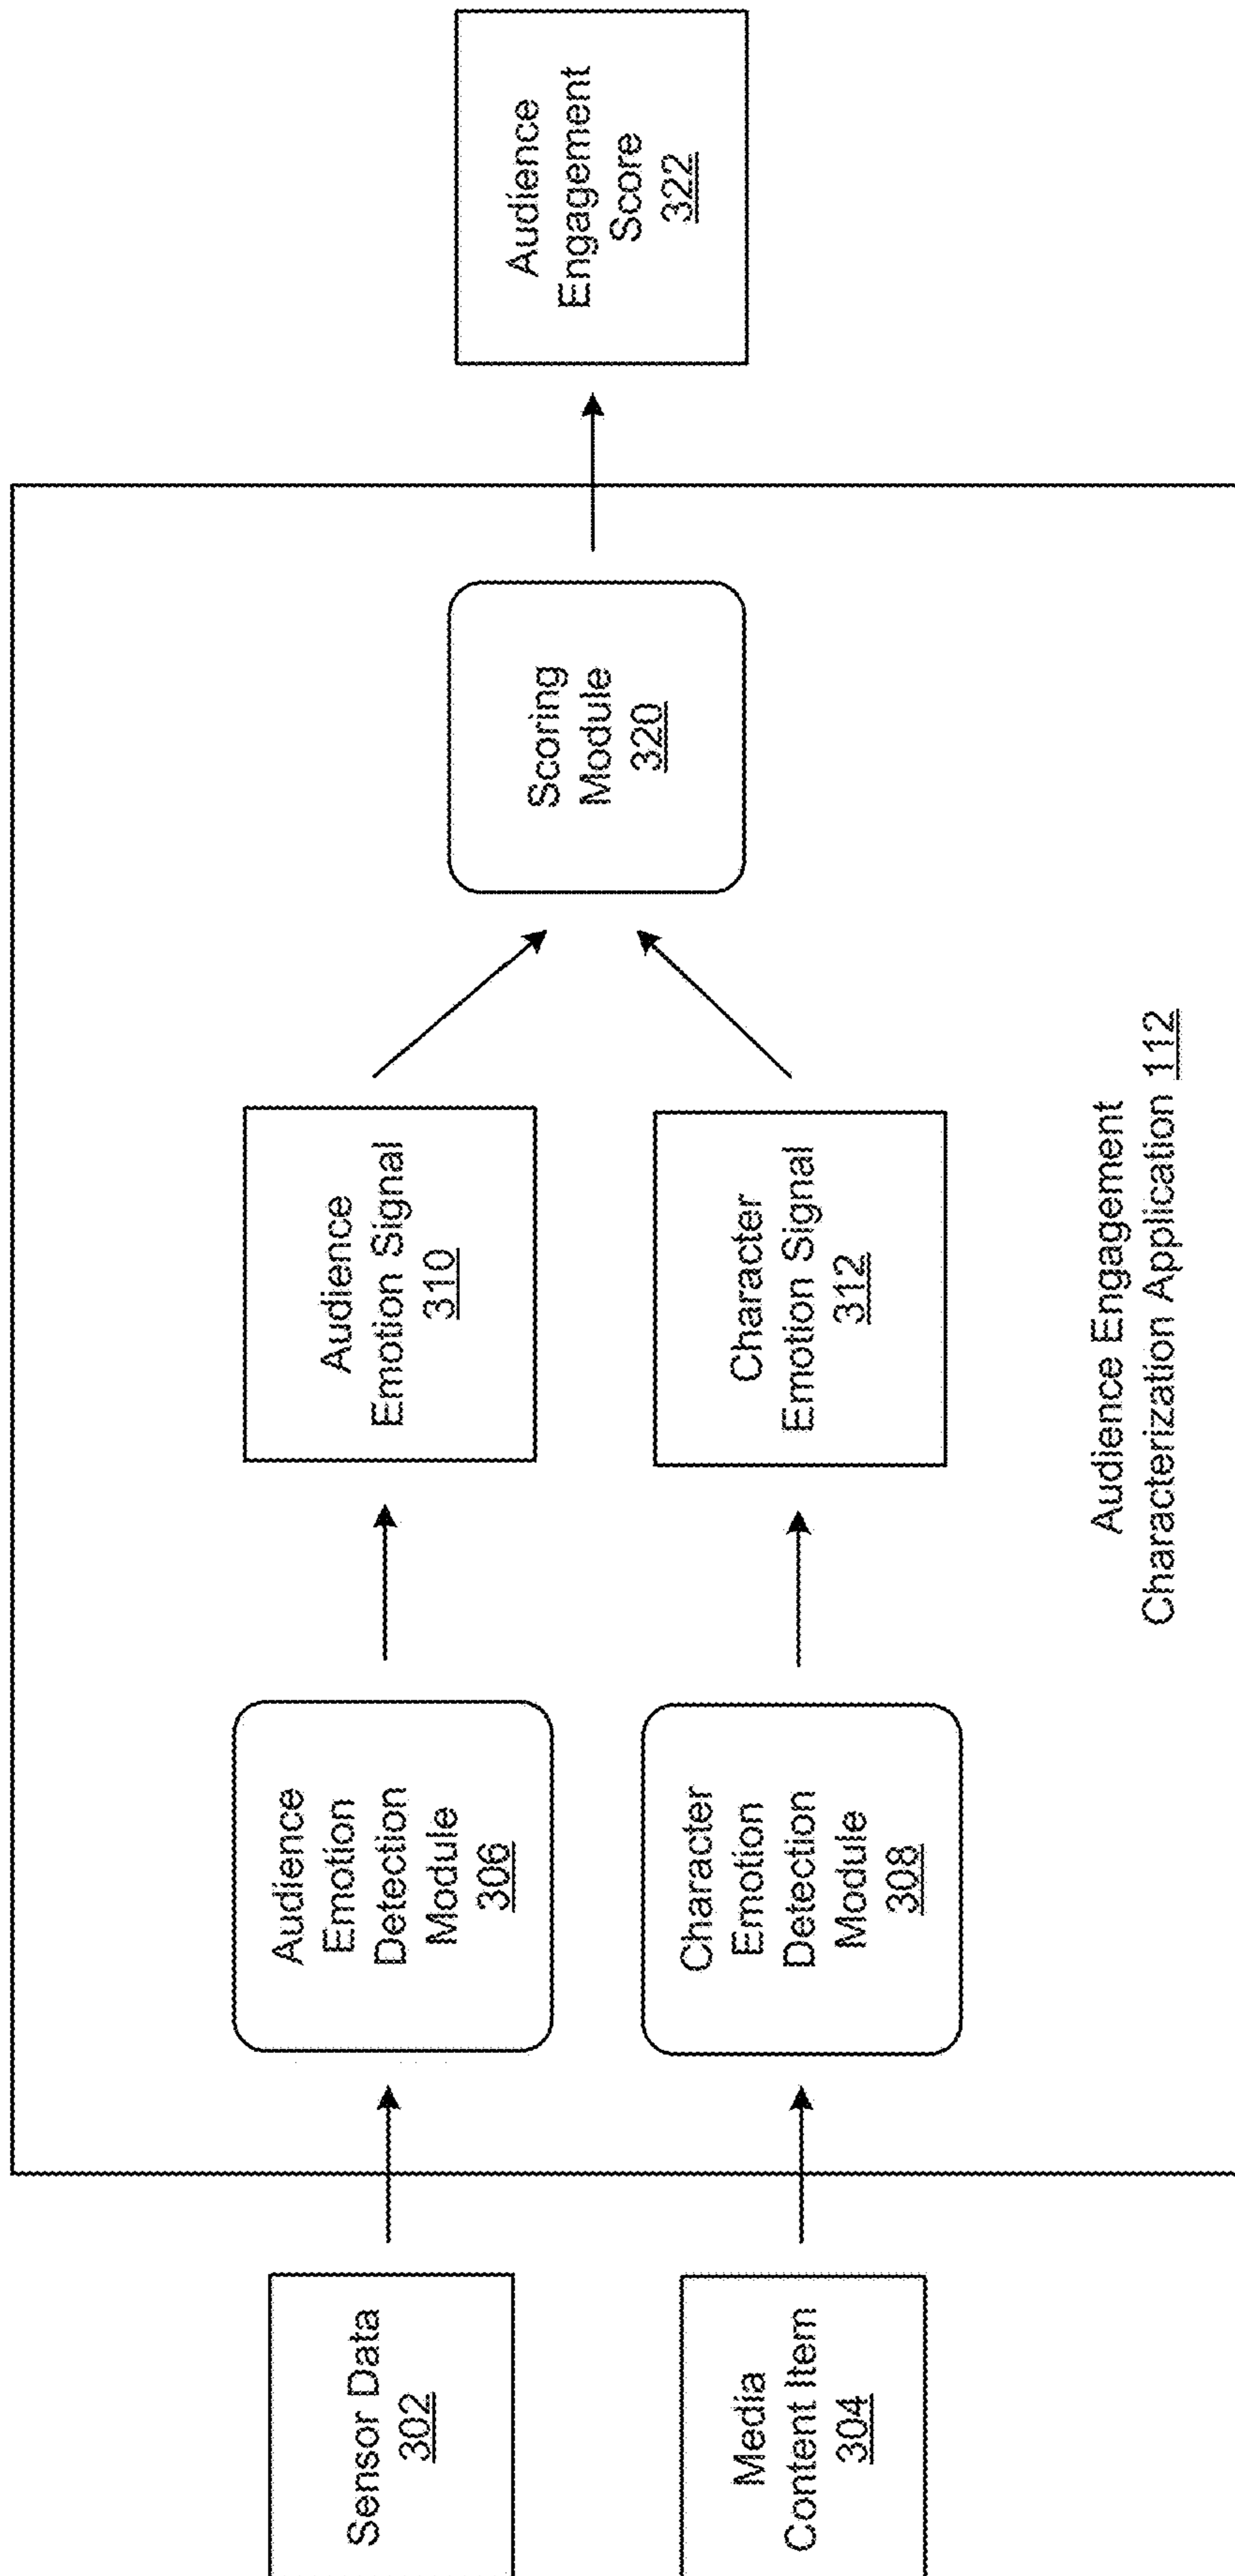 Sensor Data
302
Media
Content Item
304
Audience
Emotion
Detection
Module
306
Character
Emotion
Detection
Module
308
Audience
Emotion Signal
310
Character
Emotion Signal
312
Scoring
Module
320
Audience
Engagement
Score
322
Audience Engagement
Characterization Application 112